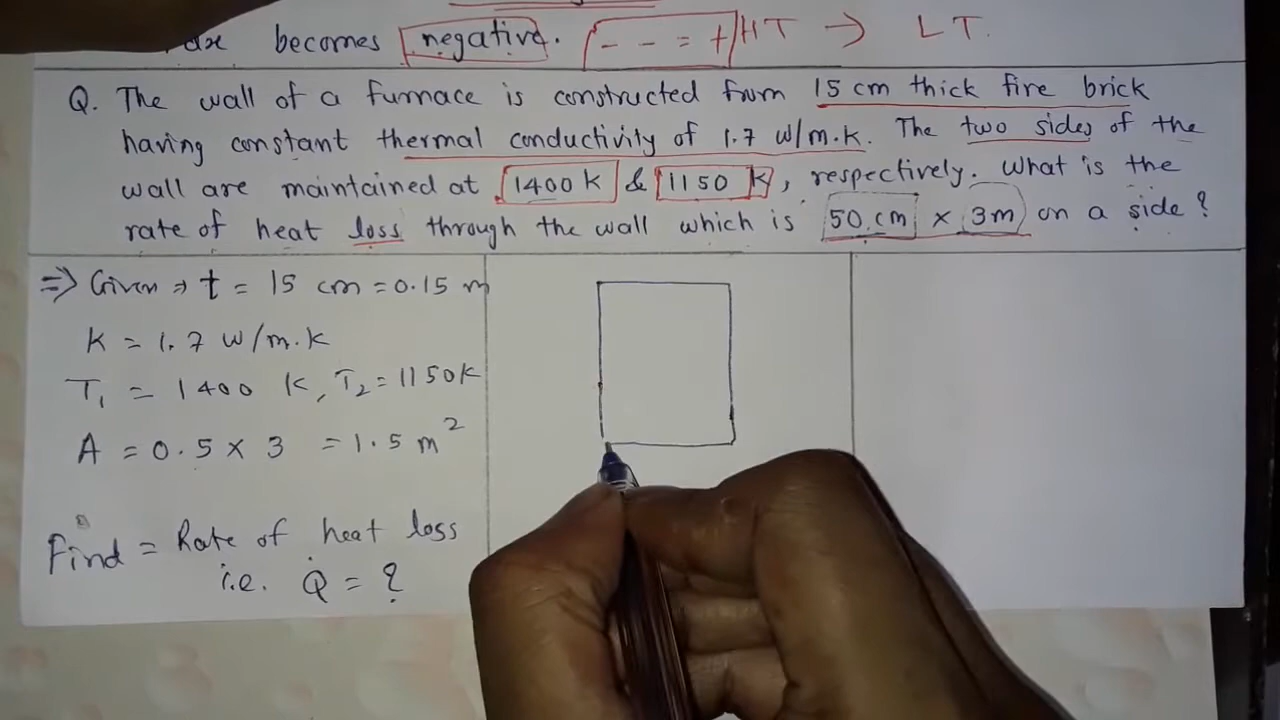 becomes negative. - - = + HT → LT.
Q. The wall of a furnace is constructed from 15 cm thick fire brick
having constant thermal conductivity of 1.7 W/m.K. The two sides of the
wall are maintained at 1400 K & 1150 K, respectively. What is the
rate of heat loss through the wall which is 50 cm × 3m on a side?
⇒ Given → t = 15 cm = 0.15 m
K = 1.7 W/m.K
T₁ = 1400 K, T₂ = 1150K
A = 0.5 × 3 = 1.5 m²
Find = Rate of heat loss
i.e. Q = ?